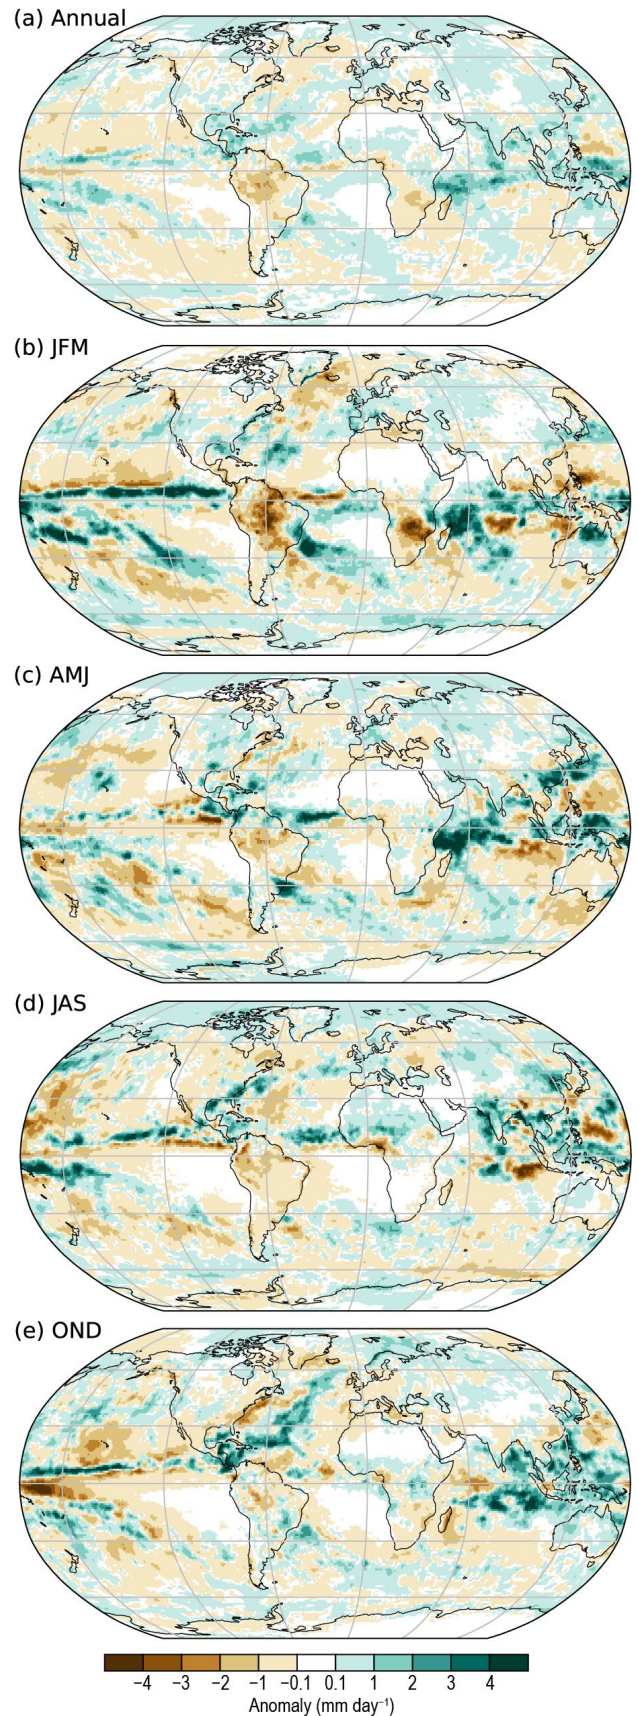 (a) Annual
(b) JFM
(c) AMJ
(d) JAS
(e) OND
−4 −3 −2 −1 −0.1 0.1 1 2 3 4
Anomaly (mm day⁻¹)